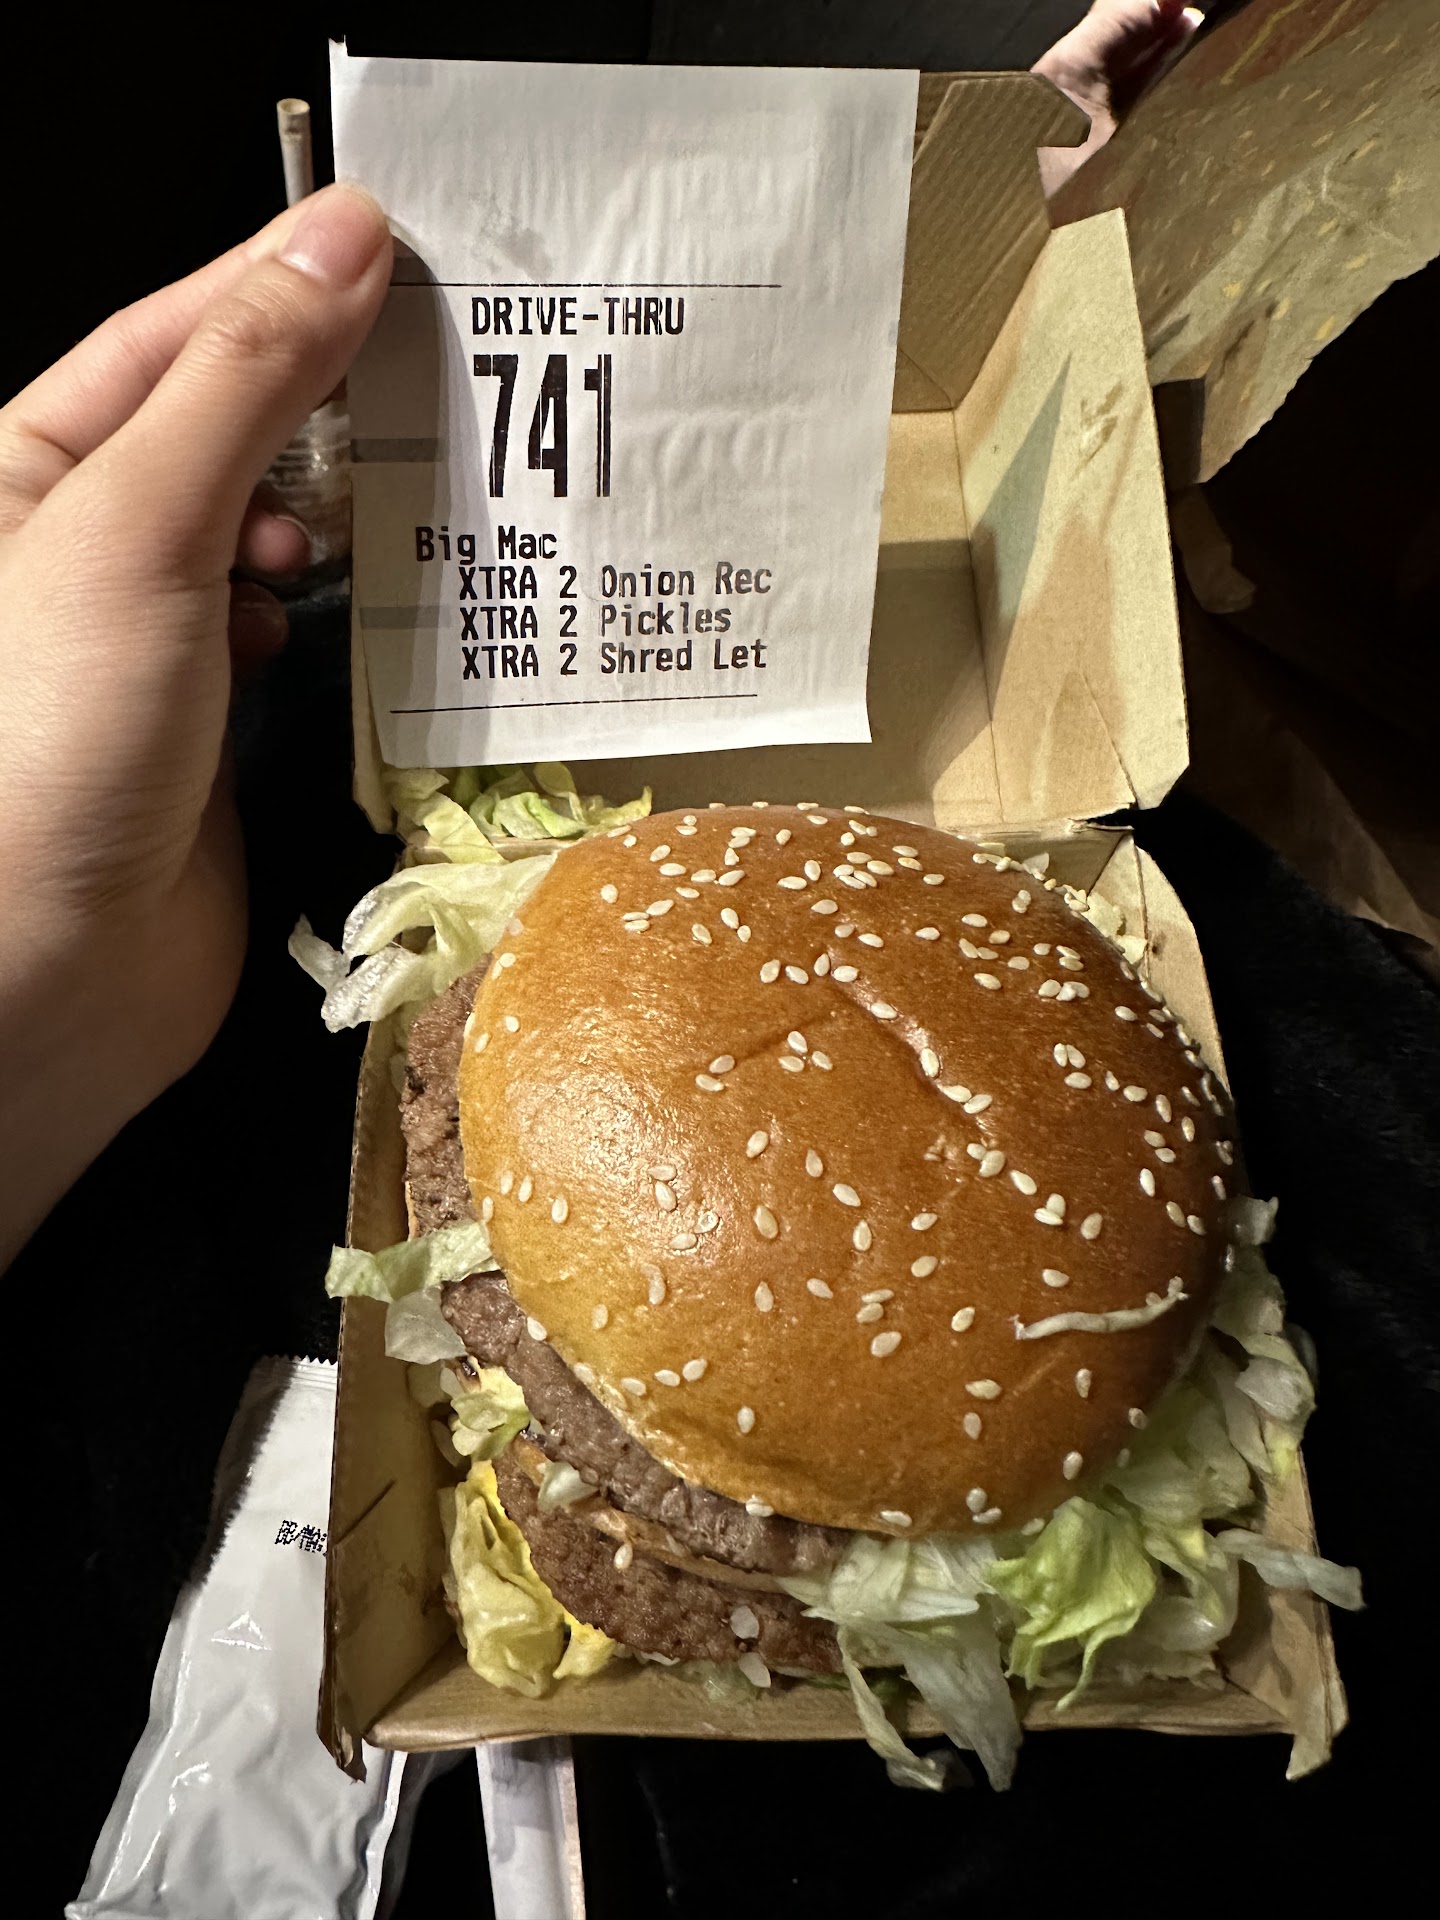 DRIVE-THRU
741
Big Mac
XTRA 2 Onion Rec
XTRA 2 Pickles
XTRA 2 Shred Let